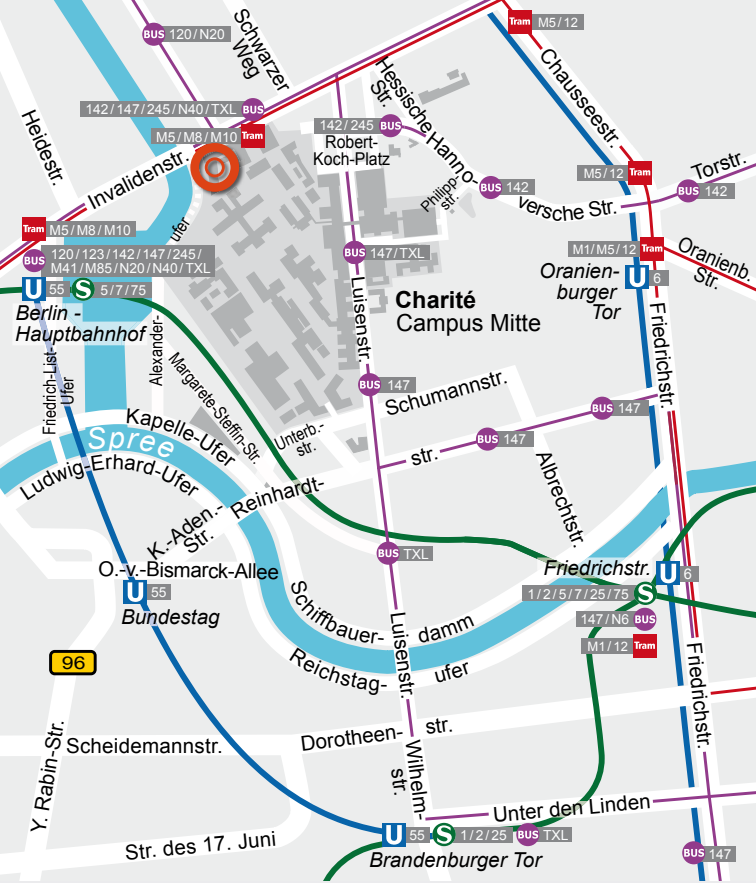 Tram M5/12
BUS 120/N20
Schwarzer
Weg
Chausseestr.
Hessische
Str.
142/147/245/N40/TXL BUS
M5/M8/M10 Tram
142/245 BUS
Robert-
Koch-Platz
Heidestr.
Invalidenstr.
Hanno-
versche Str.
Philipp-
str.
BUS 142
M5/12 Tram
Torstr.
BUS 142
Tram M5/M8/M10
ufer
BUS 120/123/142/147/245/
M41/M85/N20/N40/TXL
BUS 147/TXL
M1/M5/12 Tram
Oranienb.
Str.
U 55 S 5/7/75
Berlin -
Hauptbahnhof
Oranien-
burger
Tor
U 6
Luisenstr.
Charité
Campus Mitte
Friedrichstr.
Friedrich-List-
Ufer
Alexander-
Margarete-Steffin-Str.
BUS 147
Schumannstr.
BUS 147
BUS 147
str.
Unterb.-
str.
Kapelle-Ufer
Spree
Ludwig-Erhard-Ufer
Reinhardt-
K.-Aden.-
Str.
Albrechtstr.
BUS TXL
O.-v.-Bismarck-Allee
U 55
Bundestag
Friedrichstr.
U 6
1/2/5/7/25/75 S
147/N6 BUS
M1/12 Tram
Schiffbauer-
damm
Luisenstr.
Reichstag-
ufer
96
Friedrichstr.
Y. Rabin-Str.
Scheidemannstr.
Dorotheen-
str.
Wilhelm-
str.
Unter den Linden
Str. des 17. Juni
U 55 S 1/2/25 BUS TXL
Brandenburger Tor
BUS 147